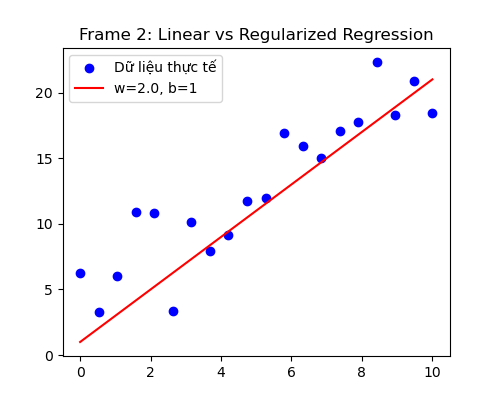 Frame 2: Linear vs Regularized Regression
Dữ liệu thực tế
w=2.0, b=1
20
15
10
5
0
0 2 4 6 8 10